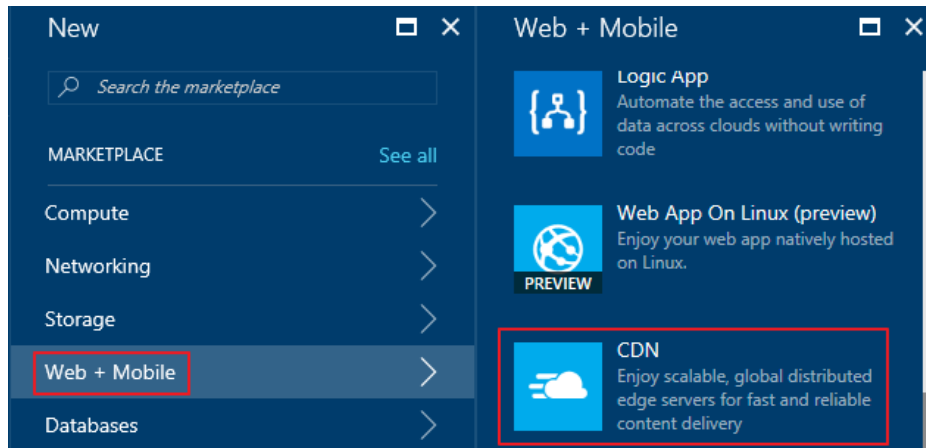 New
Search the marketplace
MARKETPLACE
See all
Compute
Networking
Storage
Web + Mobile
Databases
Web + Mobile
Logic App
Automate the access and use of
data across clouds without writing
code
Web App On Linux (preview)
Enjoy your web app natively hosted
on Linux.
PREVIEW
CDN
Enjoy scalable, global distributed
edge servers for fast and reliable
content delivery